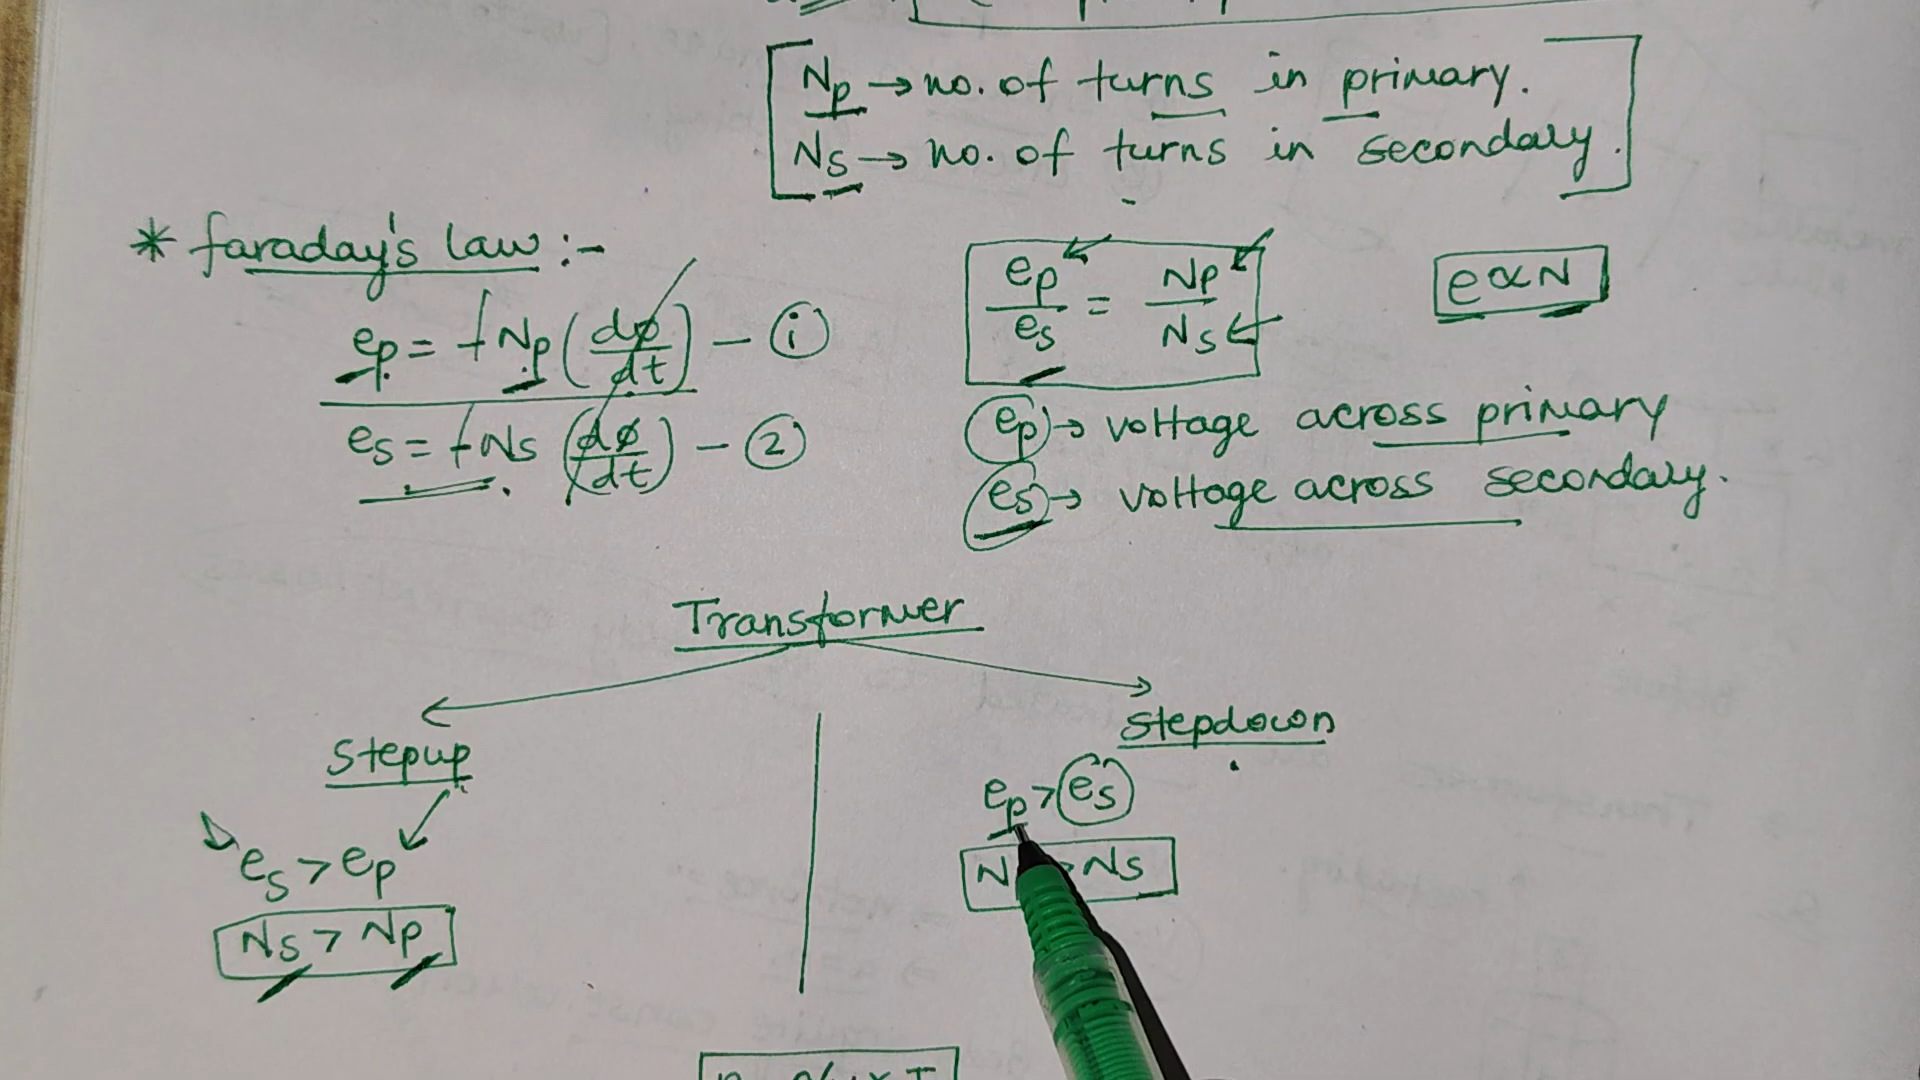 Np → no. of turns in primary.
Ns → no. of turns in secondary.
* faraday's law :-
ep = - Np (dφ/dt) - ①
es = - Ns (dφ/dt) - ②
ep/es = Np/Ns
e ∝ N
ep → voltage across primary
es → voltage across secondary.
Transformer
Stepup
es > ep
Ns > Np
Stepdown
ep > es
N > Ns